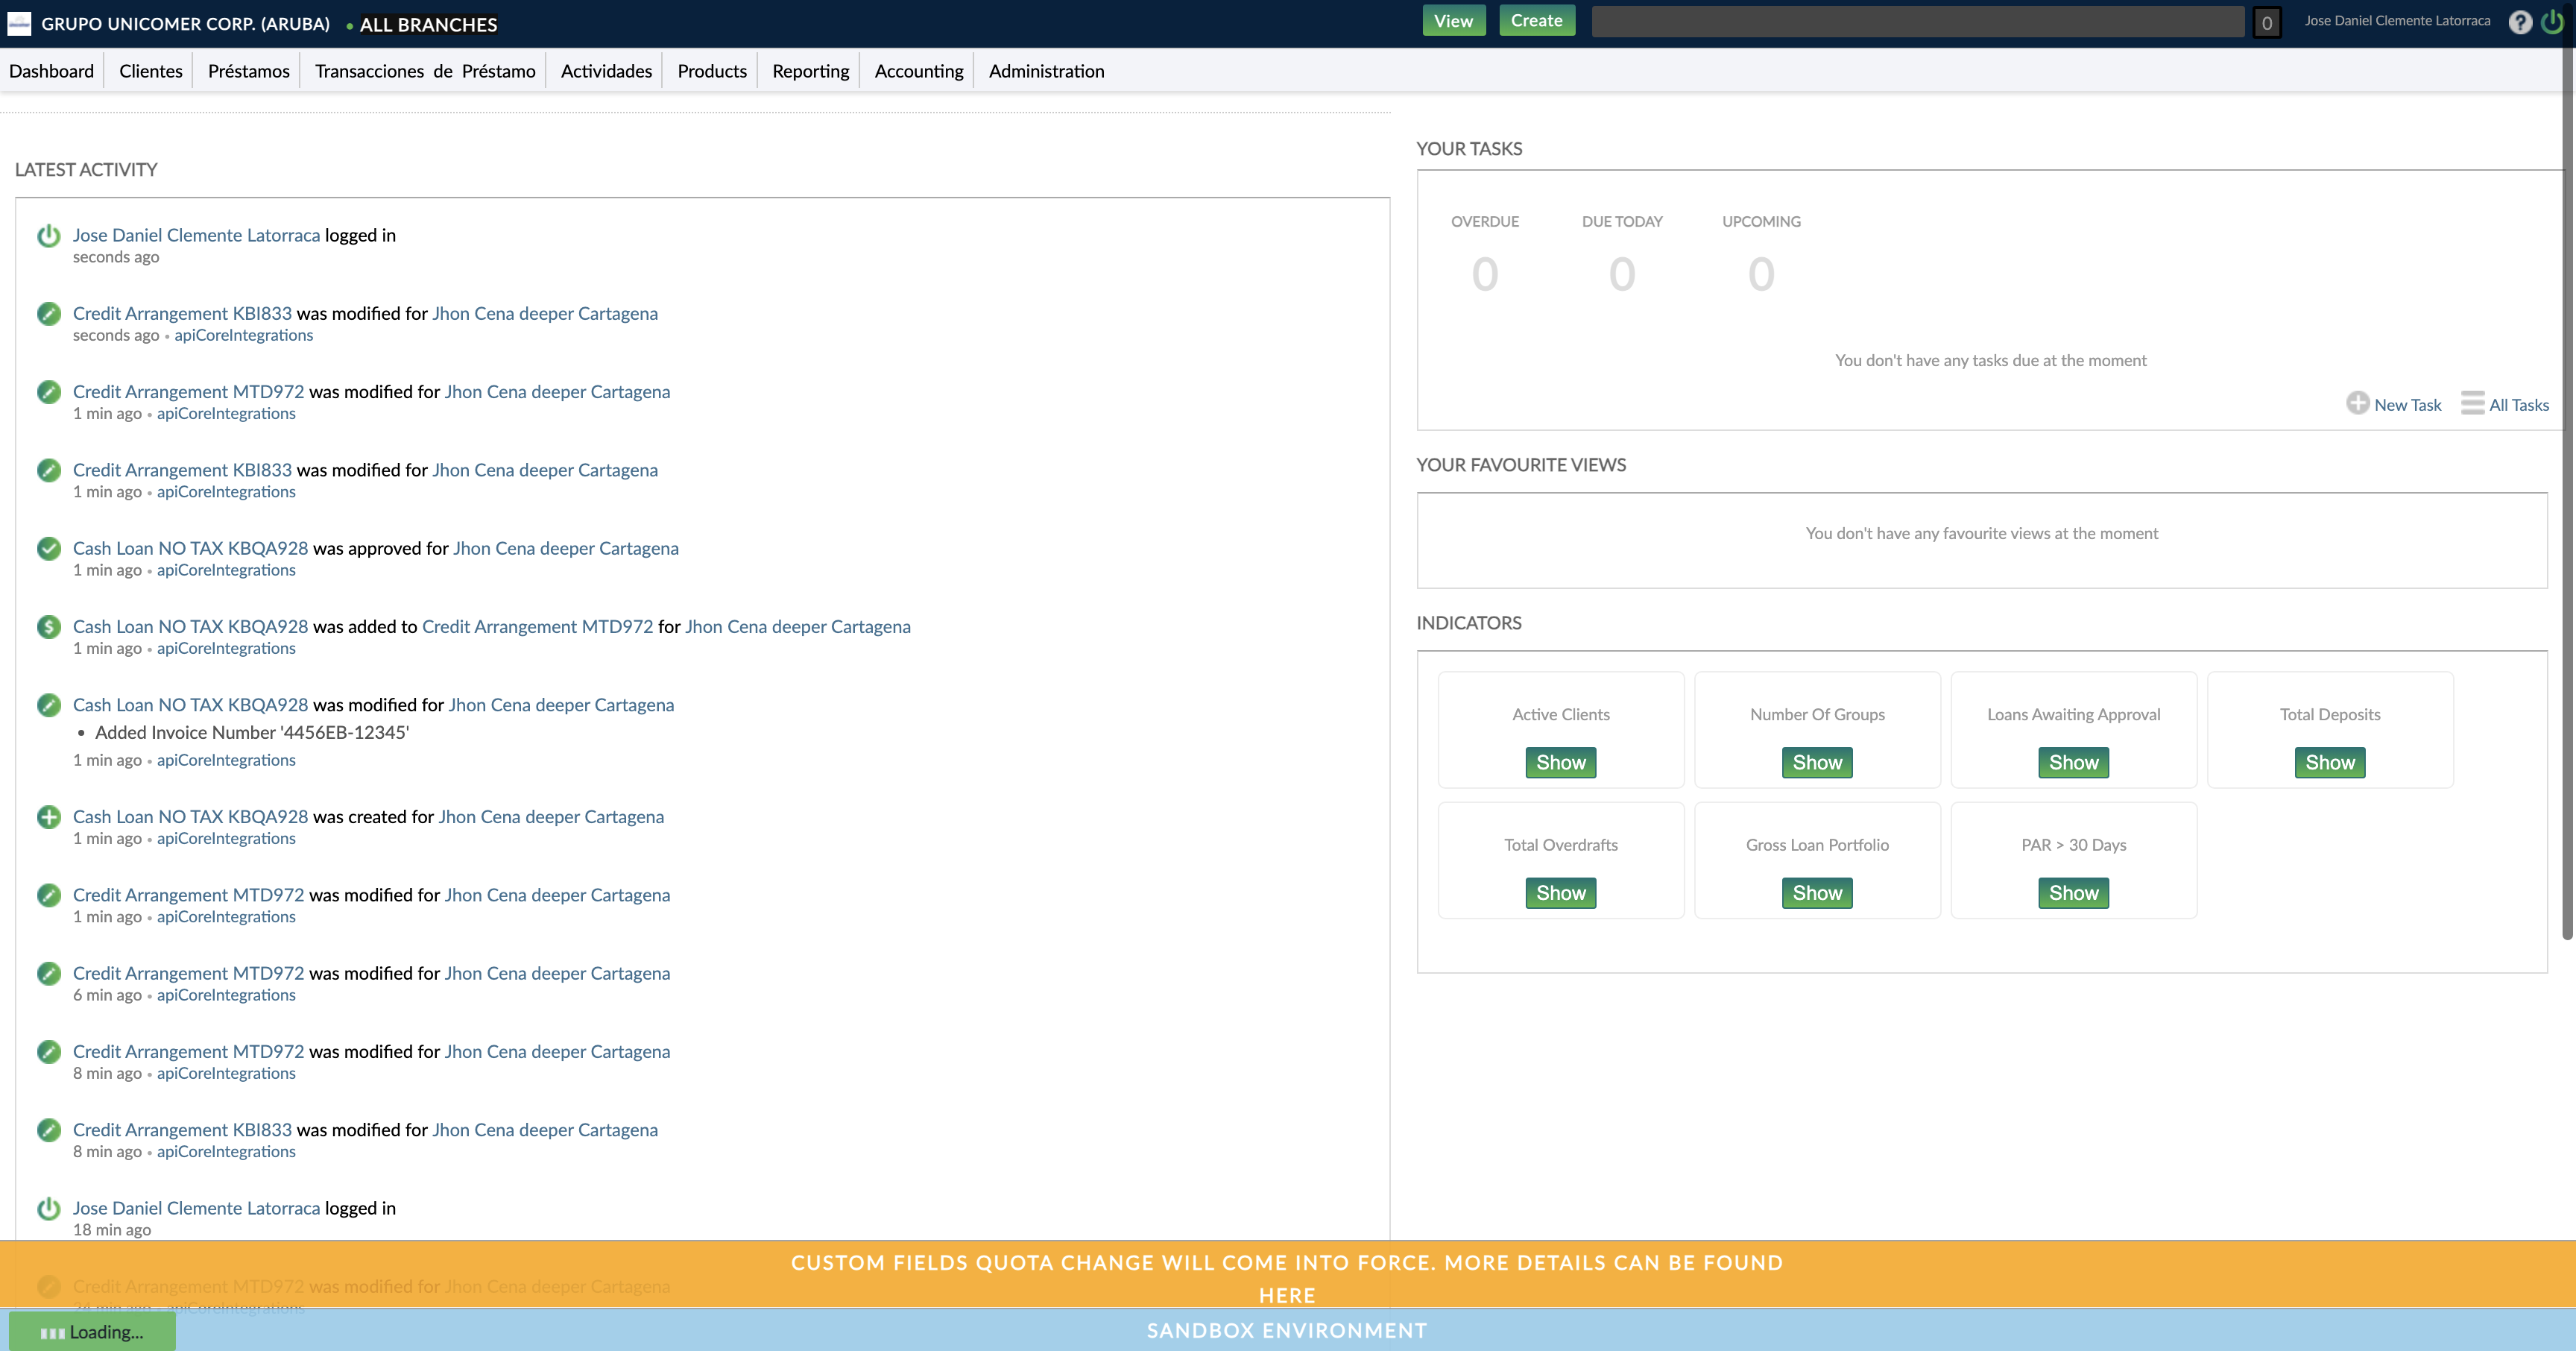 GRUPO UNICOMER CORP. (ARUBA) • ALL BRANCHES
View Create 0 Jose Daniel Clemente Latorraca ?
Dashboard Clientes Préstamos Transacciones de Préstamo Actividades Products Reporting Accounting Administration
LATEST ACTIVITY
Jose Daniel Clemente Latorraca logged in
seconds ago
Credit Arrangement KBI833 was modified for Jhon Cena deeper Cartagena
seconds ago • apiCoreIntegrations
Credit Arrangement MTD972 was modified for Jhon Cena deeper Cartagena
1 min ago • apiCoreIntegrations
Credit Arrangement KBI833 was modified for Jhon Cena deeper Cartagena
1 min ago • apiCoreIntegrations
Cash Loan NO TAX KBQA928 was approved for Jhon Cena deeper Cartagena
1 min ago • apiCoreIntegrations
Cash Loan NO TAX KBQA928 was added to Credit Arrangement MTD972 for Jhon Cena deeper Cartagena
1 min ago • apiCoreIntegrations
Cash Loan NO TAX KBQA928 was modified for Jhon Cena deeper Cartagena
• Added Invoice Number '4456EB-12345'
1 min ago • apiCoreIntegrations
Cash Loan NO TAX KBQA928 was created for Jhon Cena deeper Cartagena
1 min ago • apiCoreIntegrations
Credit Arrangement MTD972 was modified for Jhon Cena deeper Cartagena
1 min ago • apiCoreIntegrations
Credit Arrangement MTD972 was modified for Jhon Cena deeper Cartagena
6 min ago • apiCoreIntegrations
Credit Arrangement MTD972 was modified for Jhon Cena deeper Cartagena
8 min ago • apiCoreIntegrations
Credit Arrangement KBI833 was modified for Jhon Cena deeper Cartagena
8 min ago • apiCoreIntegrations
Jose Daniel Clemente Latorraca logged in
18 min ago
Credit Arrangement MTD972 was modified for Jhon Cena deeper Cartagena
24 min ago • apiCoreIntegrations
YOUR TASKS
OVERDUE DUE TODAY UPCOMING
0 0 0
You don't have any tasks due at the moment
New Task All Tasks
YOUR FAVOURITE VIEWS
You don't have any favourite views at the moment
INDICATORS
Active Clients Number Of Groups Loans Awaiting Approval Total Deposits
Show Show Show Show
Total Overdrafts Gross Loan Portfolio PAR > 30 Days
Show Show Show
CUSTOM FIELDS QUOTA CHANGE WILL COME INTO FORCE. MORE DETAILS CAN BE FOUND
HERE
Loading...
SANDBOX ENVIRONMENT